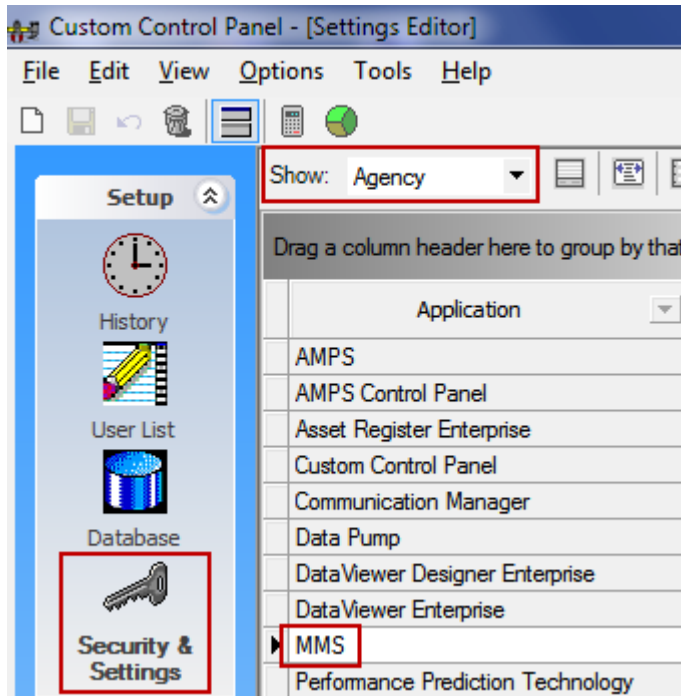 Custom Control Panel - [Settings Editor]
File Edit View Options Tools Help
Show: Agency
Setup
Drag a column header here to group by that
Application
History
User List
Database
Security &
Settings
AMPS
AMPS Control Panel
Asset Register Enterprise
Custom Control Panel
Communication Manager
Data Pump
DataViewer Designer Enterprise
DataViewer Enterprise
MMS
Performance Prediction Technology